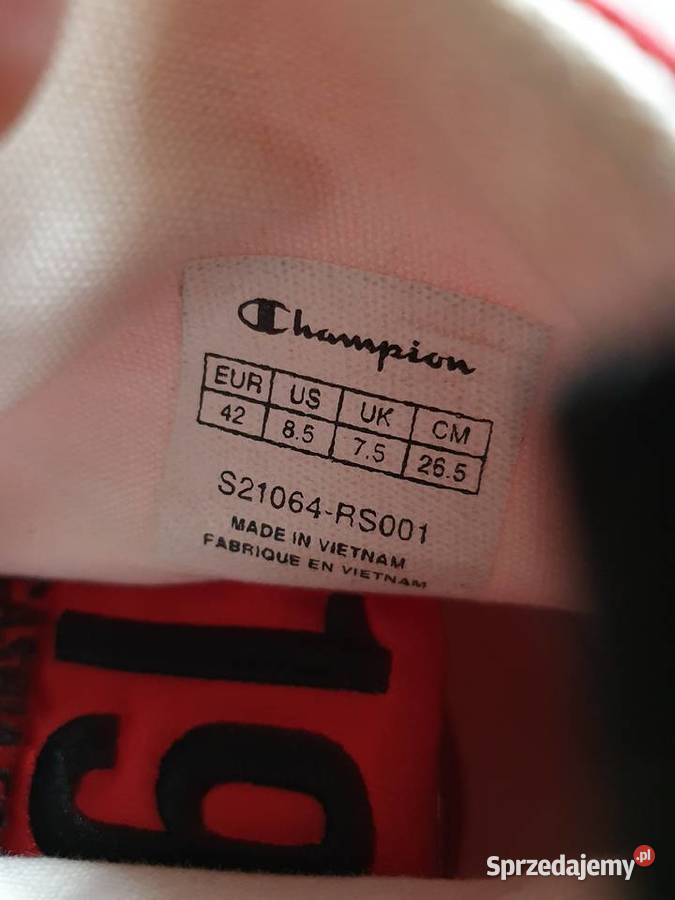 Champion
EUR US UK CM
42 8.5 7.5 26.5
S21064-RS001
MADE IN VIETNAM
FABRIQUE EN VIETNAM
19
Sprzedajemy.pl